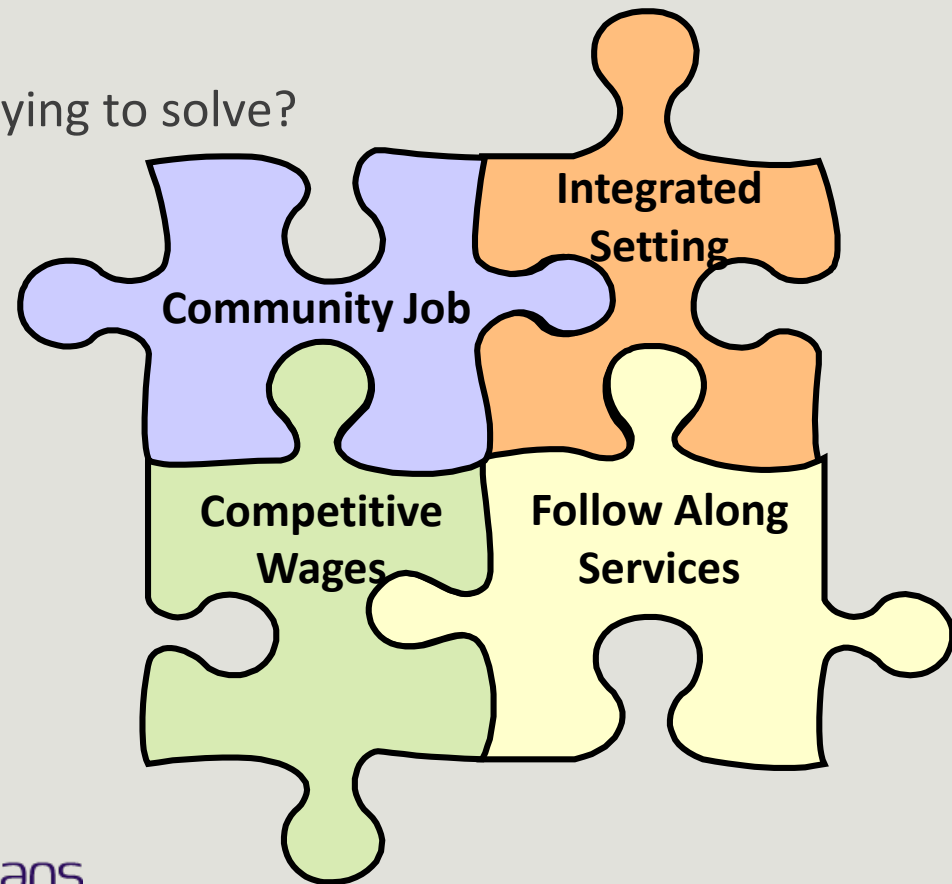 ying to solve?
Integrated
Setting
Community Job
Competitive
Wages
Follow Along
Services